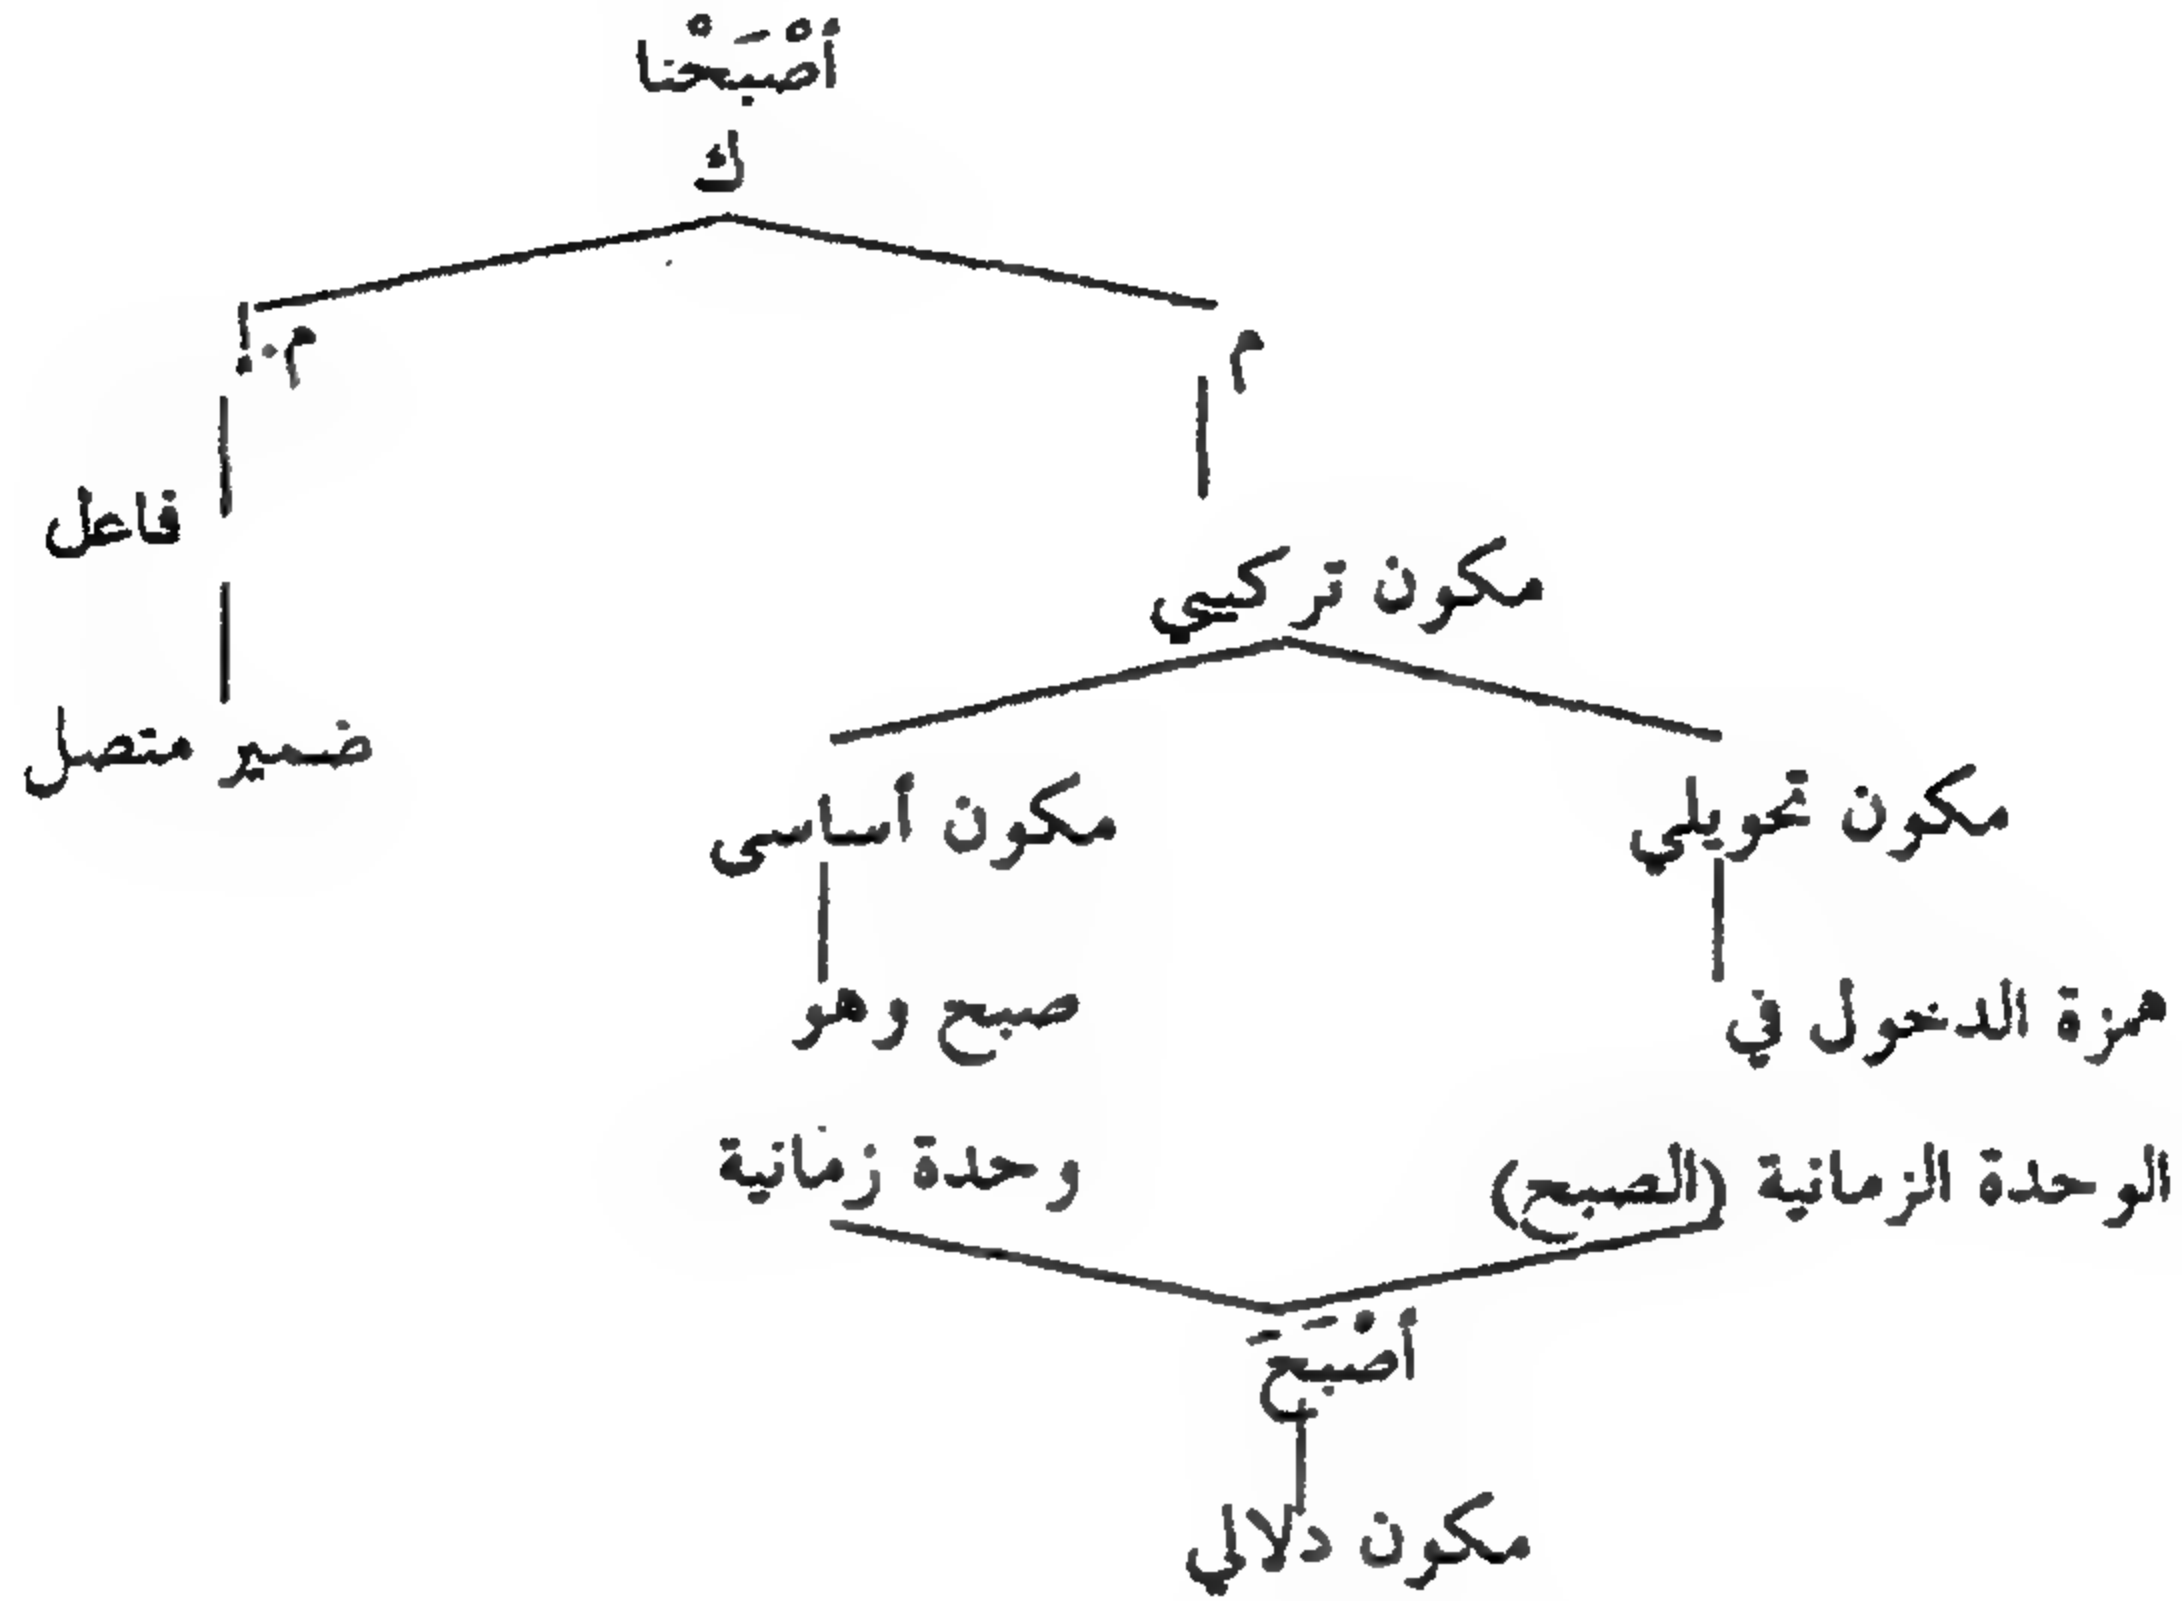 أَصْبَحْنا
ك
م
م.إ
فاعل
مكون تركيبي
ضمير متصل
مكون تحويلي
مكون أساسى
همزة الدخول في
صبح وهو
الوحدة الزمانية (الصبح)
وحدة زمانية
أَصْبَحَ
مكون دلالي